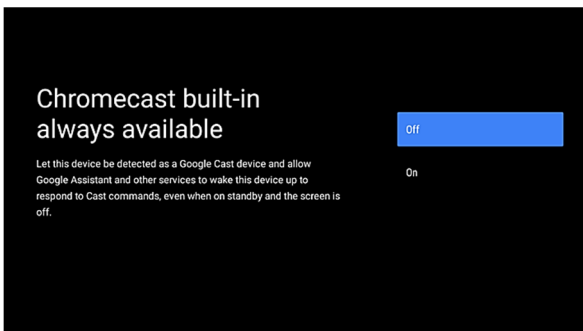 Chromecast built-in
always available
Let this device be detected as a Google Cast device and allow
Google Assistant and other services to wake this device up to
respond to Cast commands, even when on standby and the screen is
off.
Off
On